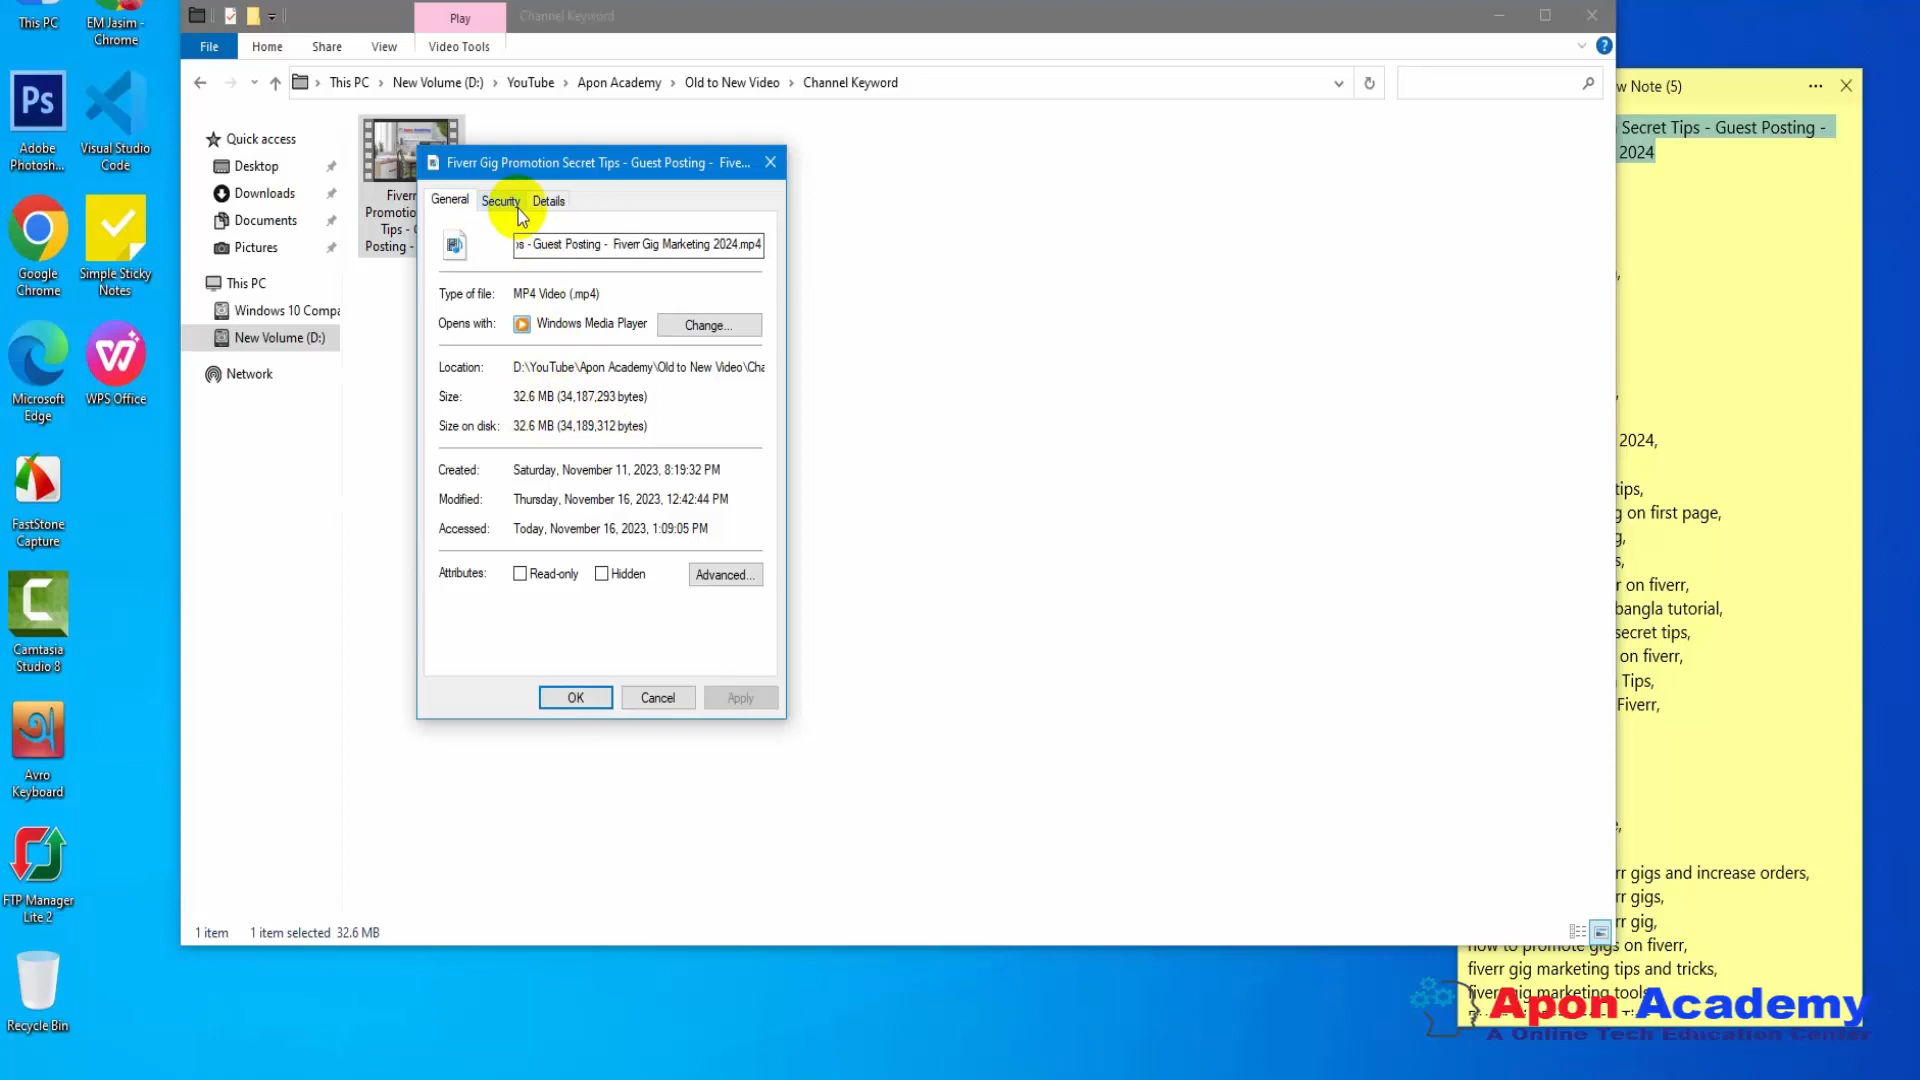 This PC
EM Jasim -
Chrome
Adobe
Photosh...
Visual Studio
Code
Google
Chrome
Simple Sticky
Notes
Microsoft
Edge
WPS Office
FastStone
Capture
Camtasia
Studio 8
Avro
Keyboard
FTP Manager
Lite 2
Recycle Bin
Play
Channel Keyword
File
Home
Share
View
Video Tools
This PC
New Volume (D:)
YouTube
Apon Academy
Old to New Video
Channel Keyword
Quick access
Desktop
Downloads
Documents
Pictures
This PC
Windows 10 Compa
New Volume (D:)
Network
Fiverr
Promotio
Tips - G
Posting -
Fiverr Gig Promotion Secret Tips - Guest Posting - Five...
General
Security
Details
- Guest Posting - Fiverr Gig Marketing 2024.mp4
Type of file: MP4 Video (.mp4)
Opens with: Windows Media Player
Change...
Location: D:\YouTube\Apon Academy\Old to New Video\Cha
Size: 32.6 MB (34,187,293 bytes)
Size on disk: 32.6 MB (34,189,312 bytes)
Created: Saturday, November 11, 2023, 8:19:32 PM
Modified: Thursday, November 16, 2023, 12:42:44 PM
Accessed: Today, November 16, 2023, 1:09:05 PM
Attributes: Read-only Hidden
Advanced...
OK
Cancel
Apply
1 item 1 item selected 32.6 MB
w Note (5)
Secret Tips - Guest Posting -
2024
2024,
tips,
g on first page,
g,
s,
r on fiverr,
bangla tutorial,
secret tips,
on fiverr,
Tips,
Fiverr,
rr gigs and increase orders,
rr gigs,
rr gig,
how to promote gigs on fiverr,
fiverr gig marketing tips and tricks,
fiverr gig marketing tools
Apon Academy
A Online Tech Education Center